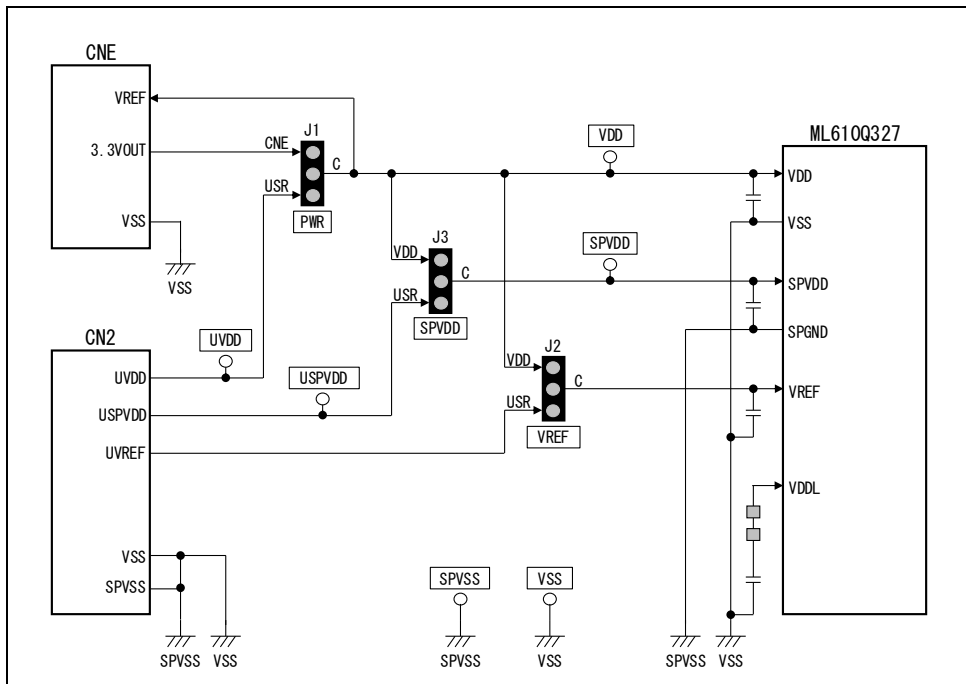 CNE
VREF
3.3VOUT
VSS
VSS
J1
CNE
C
USR
PWR
VDD
ML610Q327
VDD
VSS
SPVDD
SPGND
VREF
VDDL
J3
VDD
C
USR
SPVDD
SPVDD
J2
VDD
C
USR
VREF
CN2
UVDD
UVDD
USPVDD
USPVDD
UVREF
VSS
SPVSS
SPVSS
VSS
SPVSS
SPVSS
VSS
VSS
SPVSS
VSS